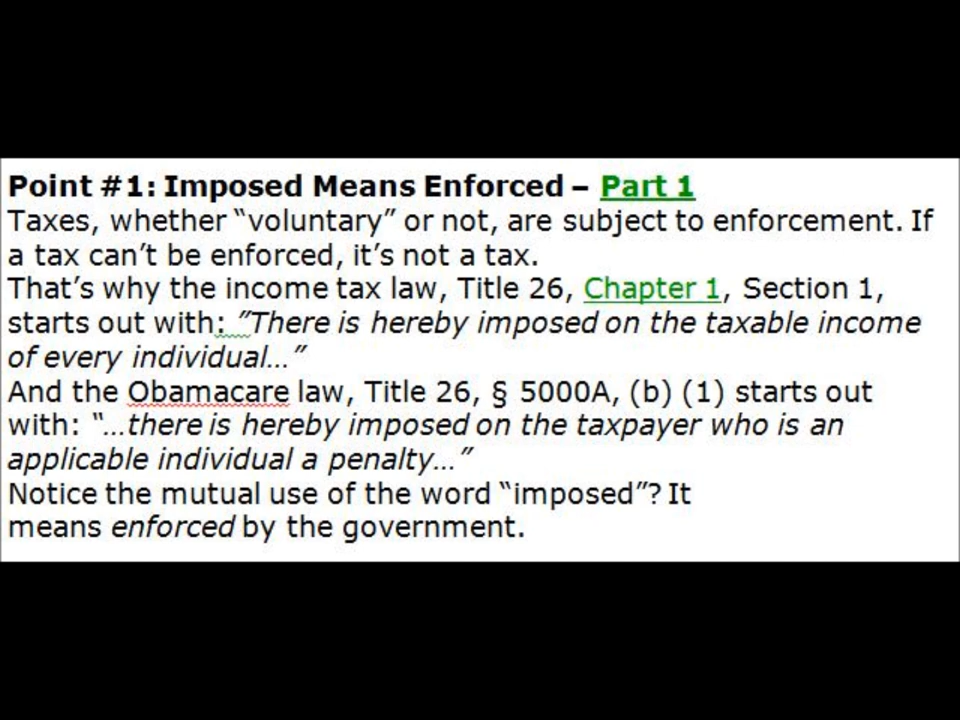 Point #1: Imposed Means Enforced – Part 1
Taxes, whether “voluntary” or not, are subject to enforcement. If
a tax can’t be enforced, it’s not a tax.
That’s why the income tax law, Title 26, Chapter 1, Section 1,
starts out with: ”There is hereby imposed on the taxable income
of every individual…”
And the Obamacare law, Title 26, § 5000A, (b) (1) starts out
with: “…there is hereby imposed on the taxpayer who is an
applicable individual a penalty…”
Notice the mutual use of the word “imposed”? It
means enforced by the government.